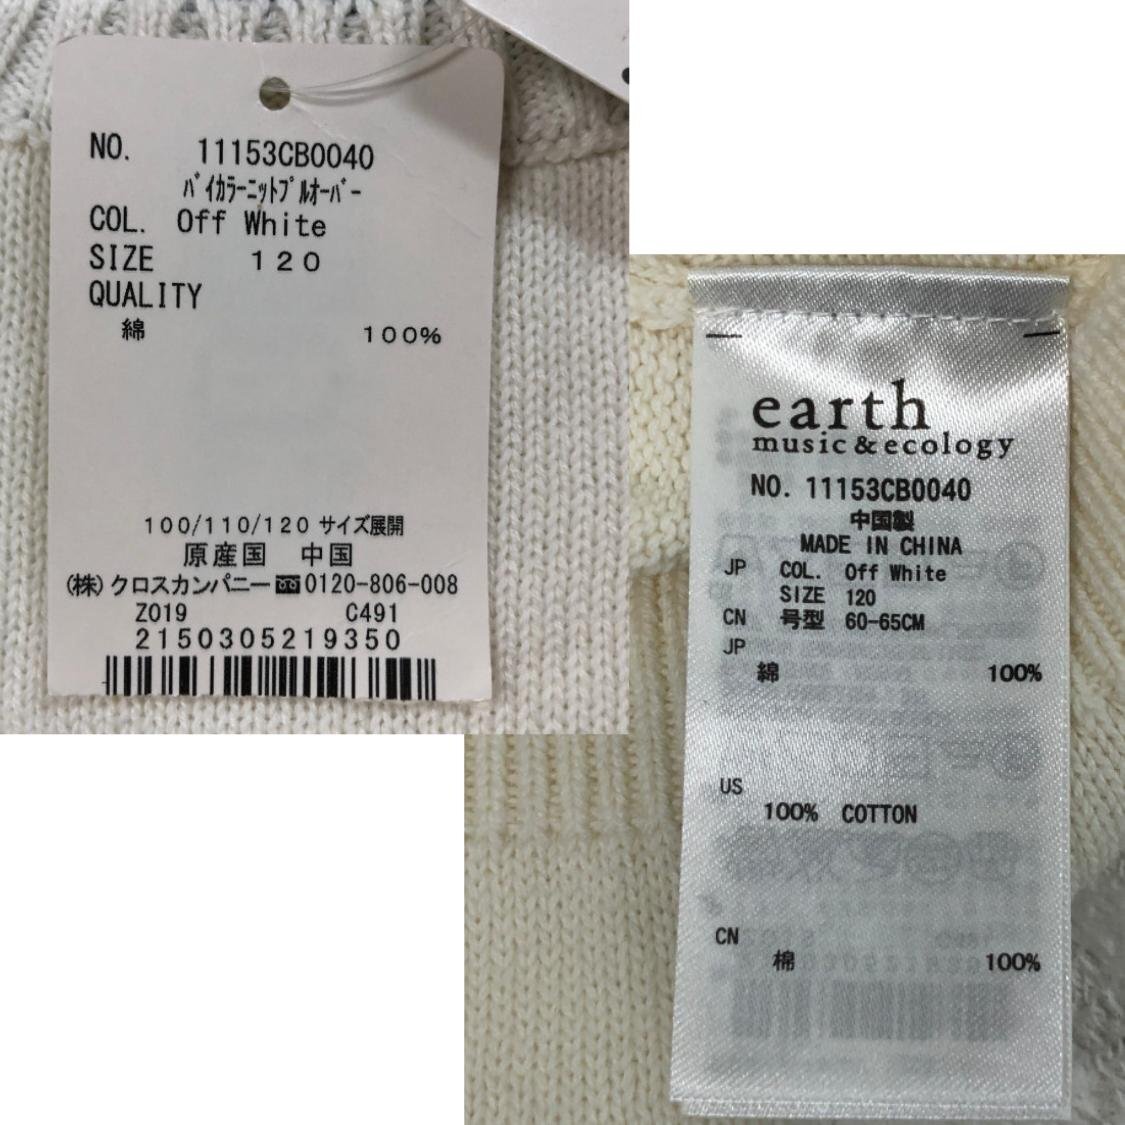 NO. 11153CB0040
ﾊﾞｲｶﾗｰﾆｯﾄﾌﾟﾙｵｰﾊﾞｰ
COL. Off White
SIZE 120
QUALITY
綿 100%
100/110/120 サイズ展開
原産国 中国
(株)クロスカンパニー 0120-806-008
Z019 C491
2150305219350
earth
music&ecology
NO. 11153CB0040
中国製
MADE IN CHINA
JP COL. Off White
SIZE 120
CN 号型 60-65CM
JP
綿 100%
US
100% COTTON
CN
棉 100%